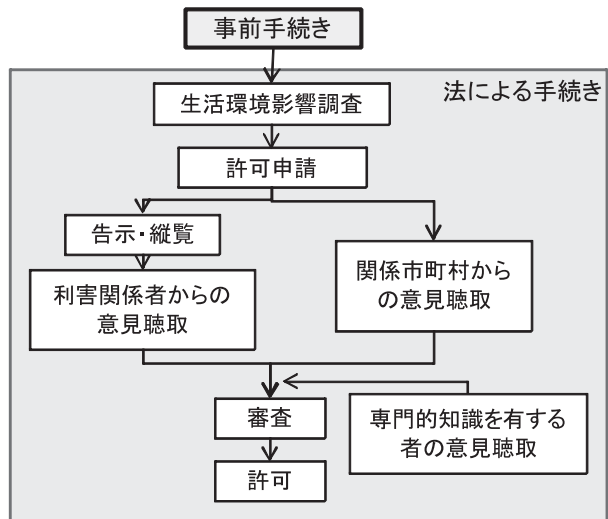 事前手続き
法による手続き
生活環境影響調査
許可申請
告示・縦覧
利害関係者からの
意見聴取
関係市町村から
の意見聴取
審査
専門的知識を有する
者の意見聴取
許可